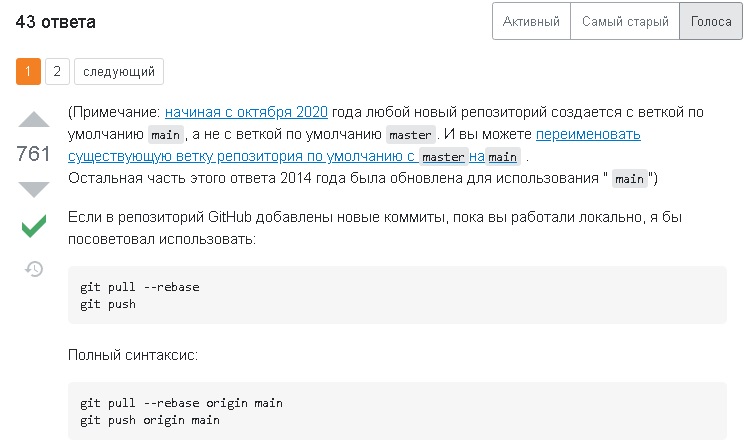 43 ответа
Активный Самый старый Голоса
1 2 следующий
(Примечание: начиная с октября 2020 года любой новый репозиторий создается с веткой по
умолчанию main, а не с веткой по умолчанию master. И вы можете переименовать
761
существующую ветку репозитория по умолчанию с master на main .
Остальная часть этого ответа 2014 года была обновлена для использования " main")
Если в репозиторий GitHub добавлены новые коммиты, пока вы работали локально, я бы
посоветовал использовать:
git pull --rebase
git push
Полный синтаксис:
git pull --rebase origin main
git push origin main